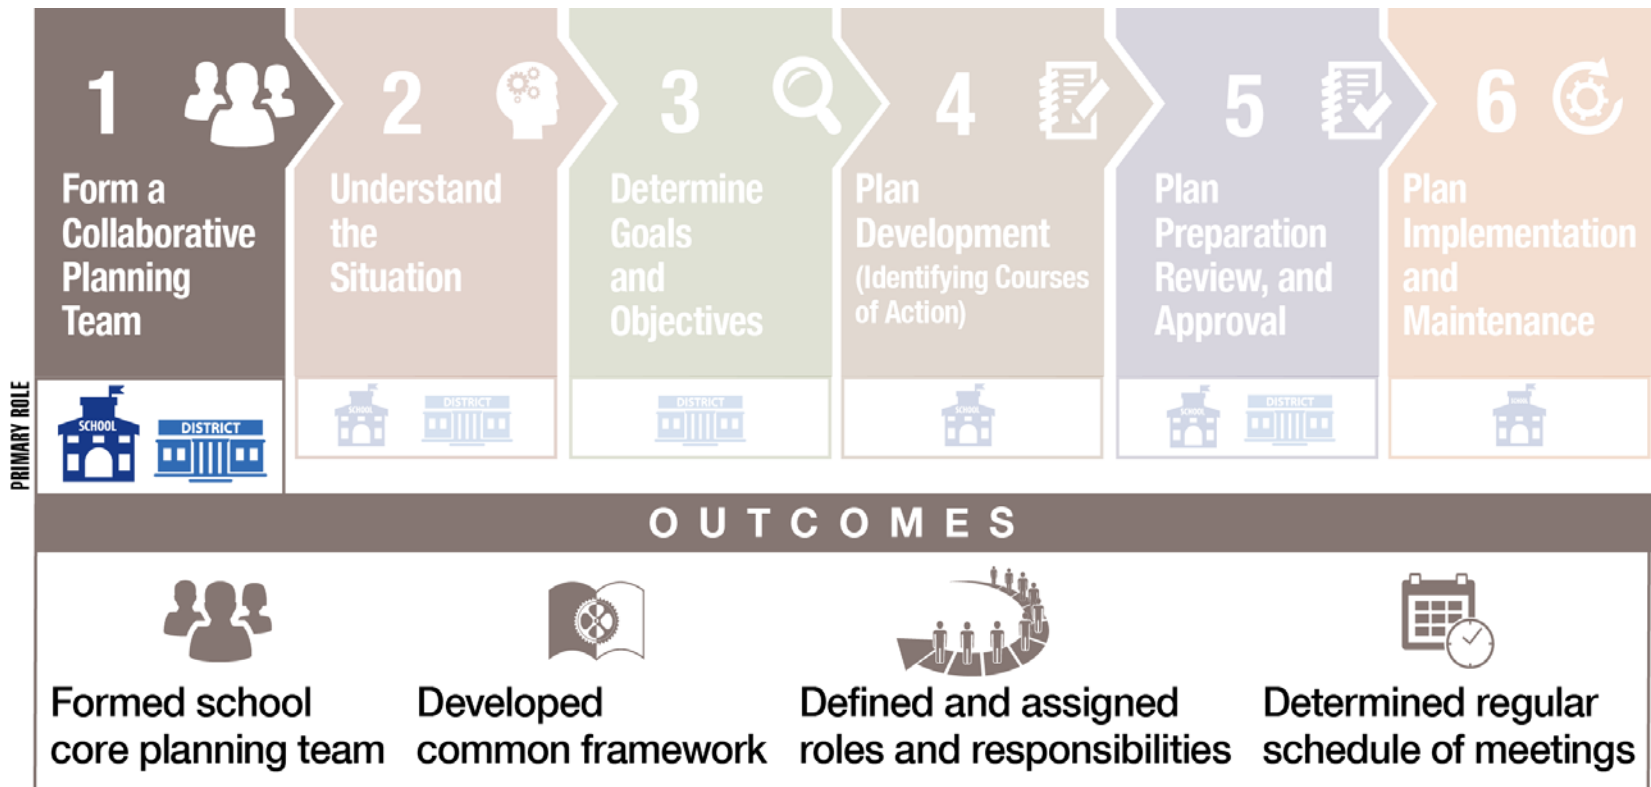 1
Form a
Collaborative
Planning
Team
2
Understand
the
Situation
3
Determine
Goals
and
Objectives
4
Plan
Development
(Identifying Courses
of Action)
5
Plan
Preparation
Review, and
Approval
6
Plan
Implementation
and
Maintenance
PRIMARY ROLE
SCHOOL
DISTRICT
SCHOOL
DISTRICT
DISTRICT
SCHOOL
SCHOOL
DISTRICT
SCHOOL
OUTCOMES
Formed school
core planning team
Developed
common framework
Defined and assigned
roles and responsibilities
Determined regular
schedule of meetings